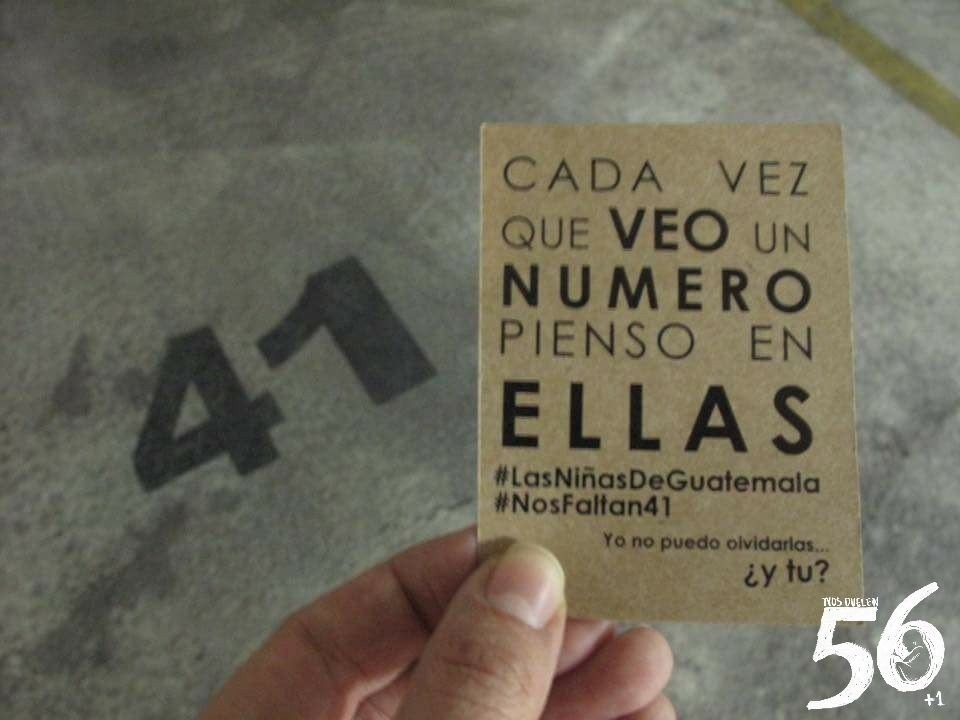 41
CADA VEZ
QUE VEO UN
NUMERO
PIENSO EN
ELLAS
#LasNiñasDeGuatemala
#NosFaltan41
Yo no puedo olvidarlas...
¿y tu?
NOS DUELEN
56
+1